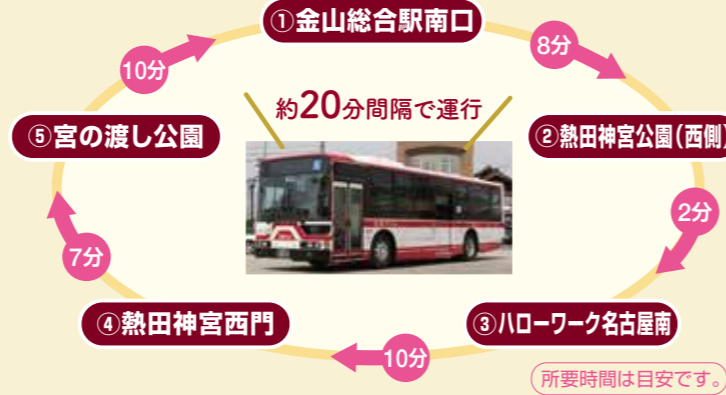 ①金山総合駅南口
8分
②熱田神宮公園(西側)
2分
③ハローワーク名古屋南
10分
④熱田神宮西門
7分
⑤宮の渡し公園
10分
約20分間隔で運行
所要時間は目安です。